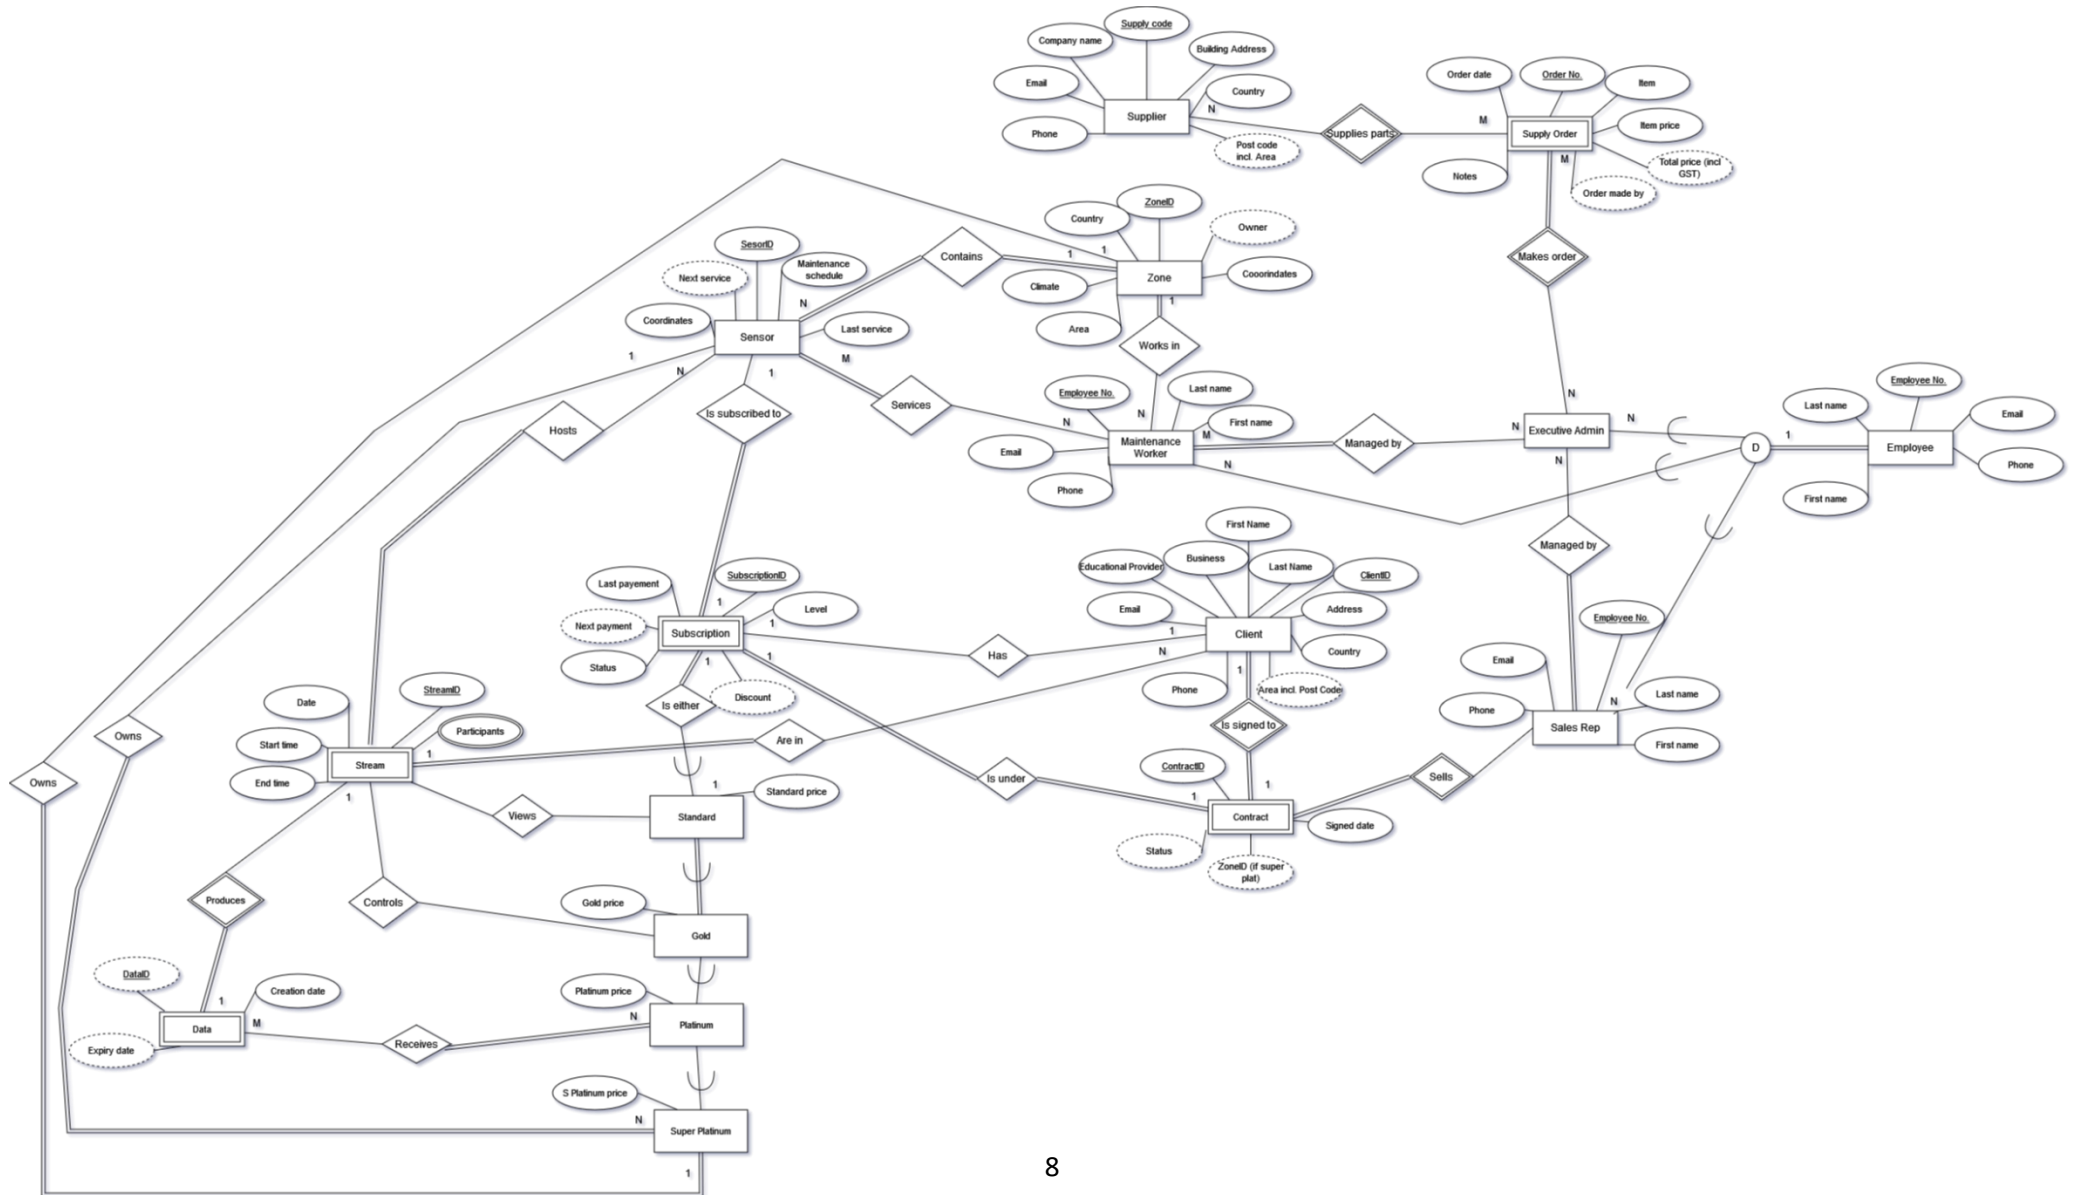 Supply code
Company name
Building Address
Email
Country
Supplier
N
Phone
Post code
incl. Area
Supplies parts
Order date
Order No.
Item
M
Item price
Supply Order
M
Total price (incl
GST)
Notes
Order made by
ZoneID
Country
Owner
SesorID
Contains
1
1
Zone
Cooorindates
Makes order
Next service
Maintenance
schedule
Climate
N
1
Coordinates
Last service
Area
Sensor
Works in
1
M
N
1
Employee No.
Last name
Services
N
N
First name
Is subscribed to
Hosts
Email
Maintenance
Worker
M
N
Phone
Managed by
N
Executive Admin
N
N
N
D
1
Employee No.
Last name
Email
Employee
Phone
First name
First Name
Educational Provider
Business
Last Name
ClientID
Managed by
Last payement
SubscriptionID
1
Level
Next payment
Subscription
1
Status
1
1
Discount
Is either
Has
Email
Address
1
Client
Country
N
1
Phone
Area incl. Post Code
Is signed to
Employee No.
Email
Phone
Last name
N
Sales Rep
First name
Date
StreamID
Participants
Start time
1
Stream
End time
1
Owns
Owns
Are in
Is under
ContractID
1
1
Sells
Contract
Signed date
Status
ZoneID (if super
plat)
Views
1
Standard price
Standard
Produces
Controls
Gold price
Gold
DataID
Creation date
1
Data
M
Expiry date
Receives
Platinum price
N
Platinum
S Platinum price
N
Super Platinum
1
8